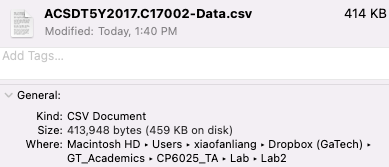 ACSDT5Y2017.C17002-Data.csv 414 KB
Modified: Today, 1:40 PM
Add Tags...
General:
Kind: CSV Document
Size: 413,948 bytes (459 KB on disk)
Where: Macintosh HD ▸ Users ▸ xiaofanliang ▸ Dropbox (GaTech) ▸
GT_Academics ▸ CP6025_TA ▸ Lab ▸ Lab2